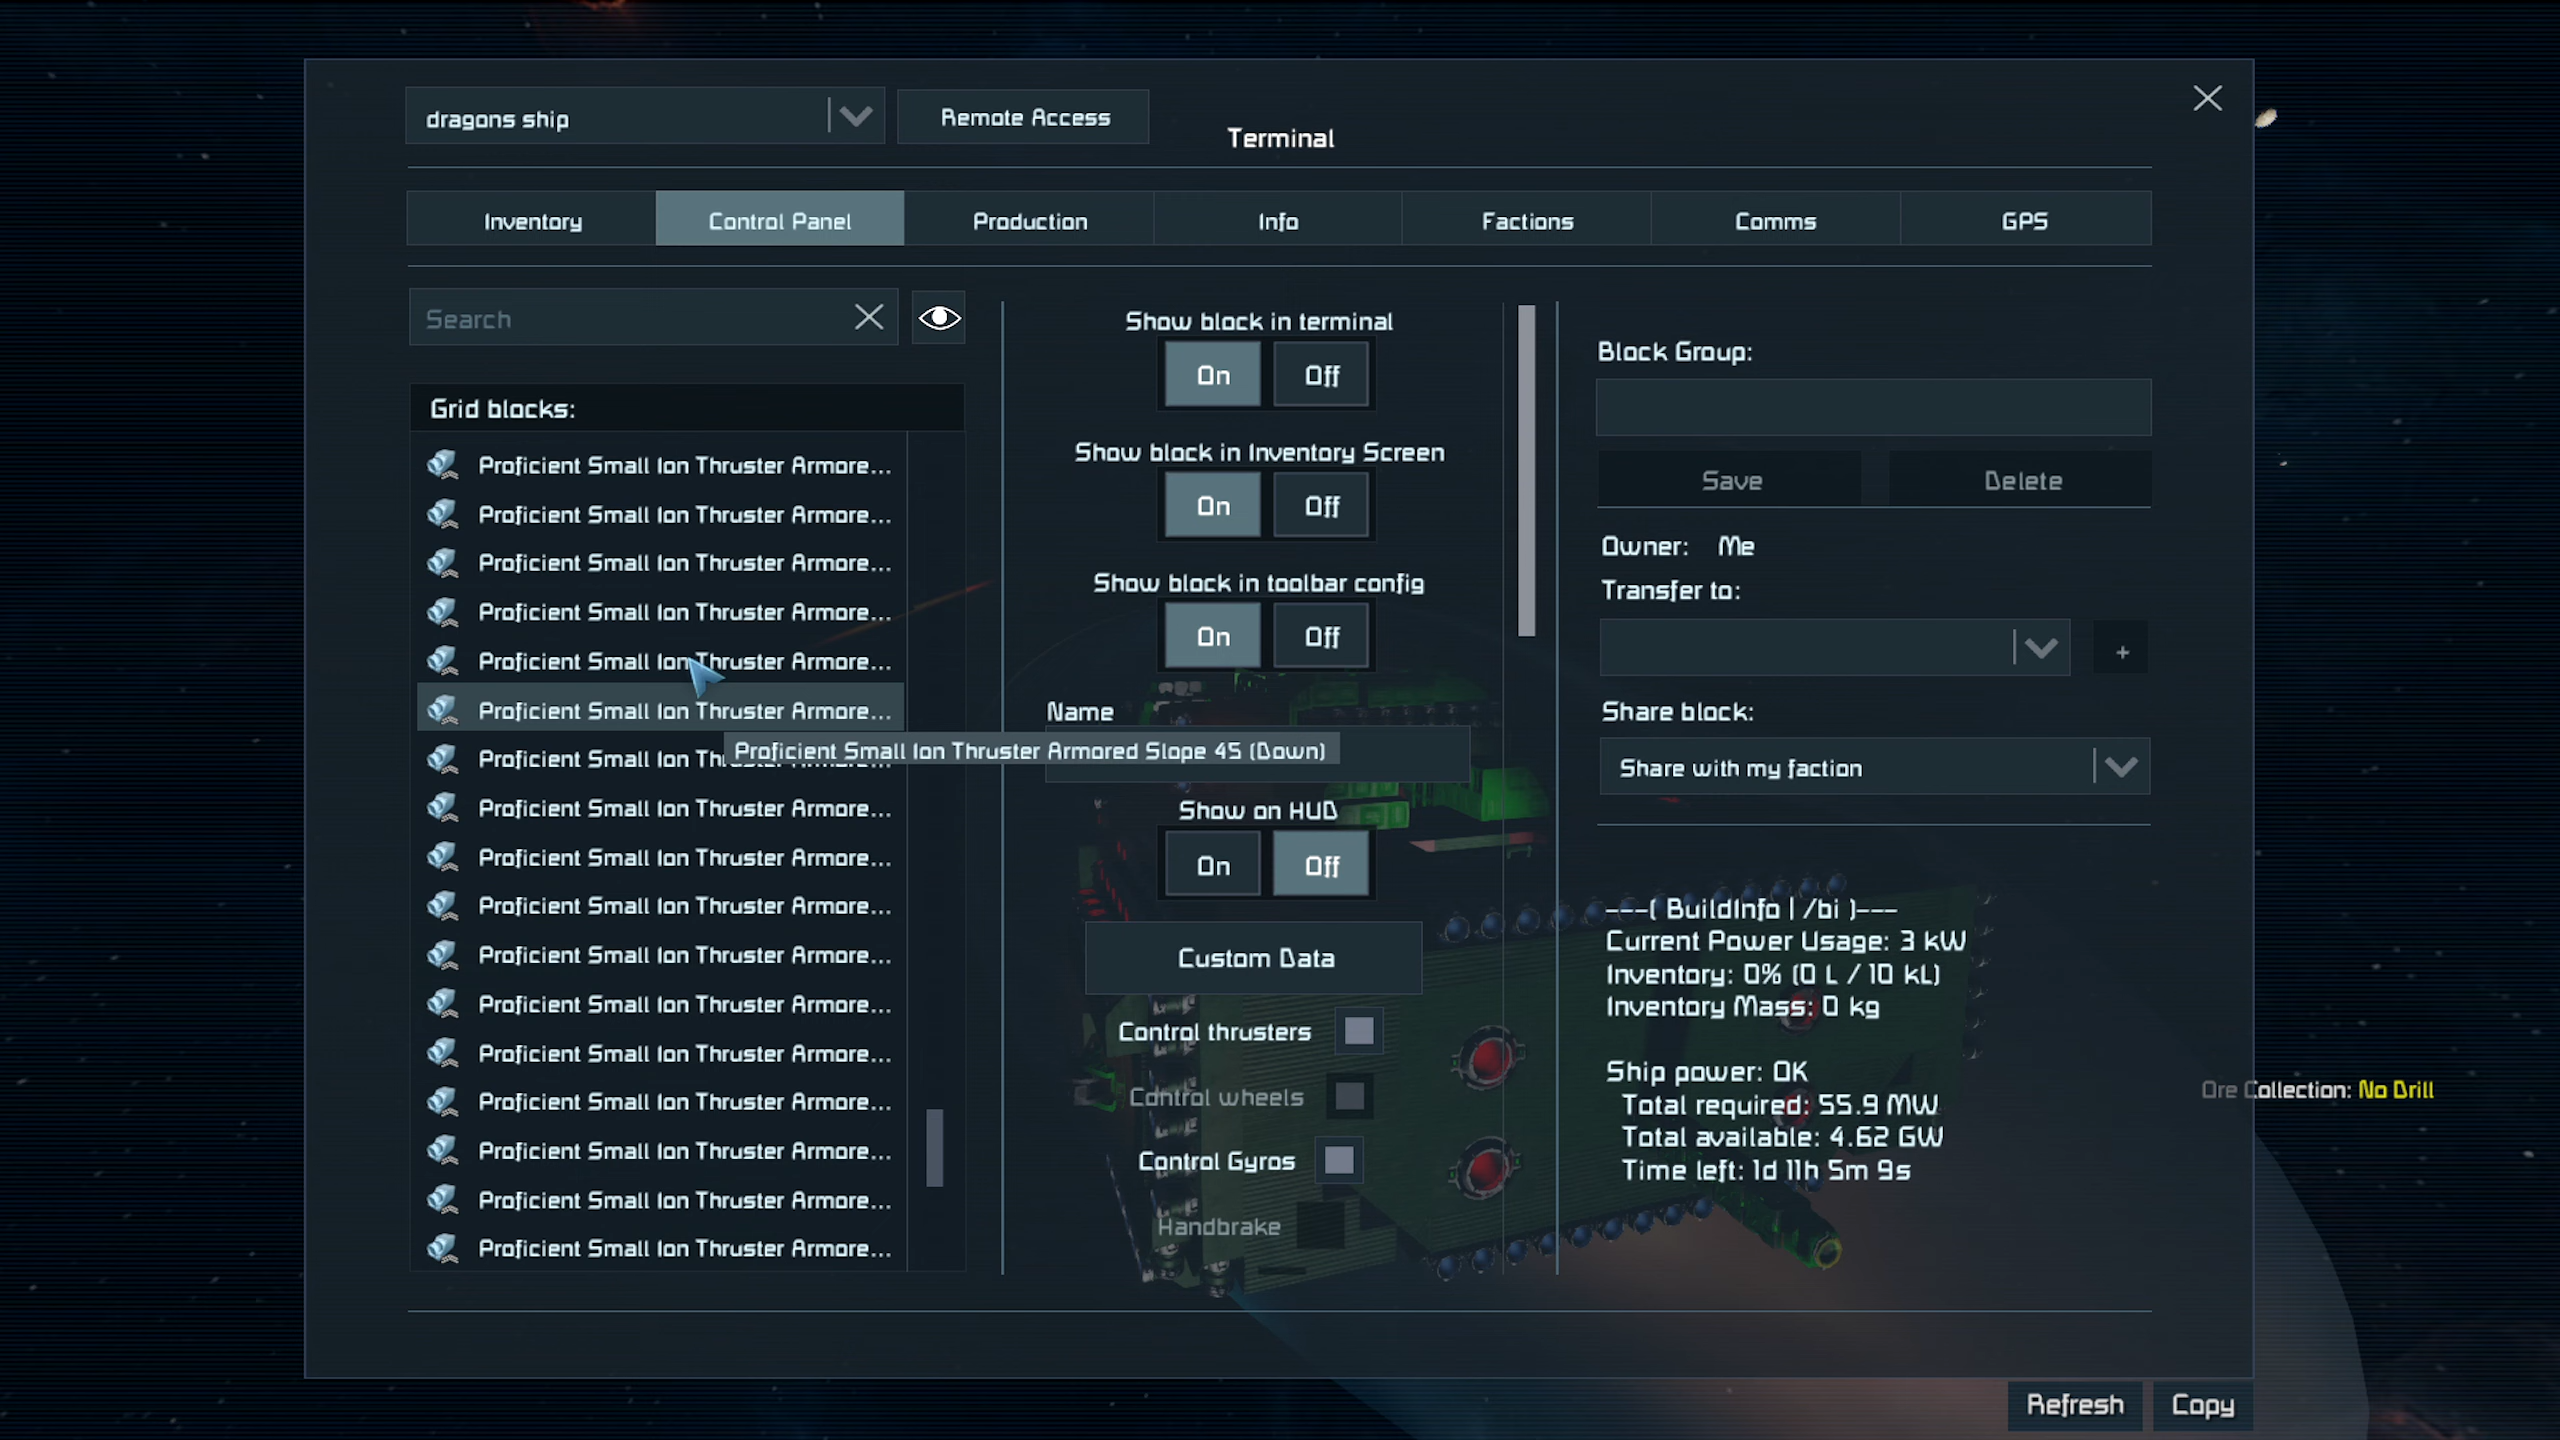 dragons ship
Remote Access
Terminal
Inventory
Control Panel
Production
Info
Factions
Comms
GPS
Search
Grid blocks:
Proficient Small Ion Thruster Armore...
Proficient Small Ion Thruster Armore...
Proficient Small Ion Thruster Armore...
Proficient Small Ion Thruster Armore...
Proficient Small Ion Thruster Armore...
Proficient Small Ion Thruster Armore...
Proficient Small Ion Armore...
Proficient Small Ion Thruster Armored Slope 45 (Down)
Proficient Small Ion Thruster Armore...
Proficient Small Ion Thruster Armore...
Proficient Small Ion Thruster Armore...
Proficient Small Ion Thruster Armore...
Proficient Small Ion Thruster Armore...
Proficient Small Ion Thruster Armore...
Proficient Small Ion Thruster Armore...
Proficient Small Ion Thruster Armore...
Proficient Small Ion Thruster Armore...
Proficient Small Ion Thruster Armore...
Show block in terminal
On Off
Show block in Inventory Screen
On Off
Show block in toolbar config
On Off
Name
Show on HUD
On Off
Custom Data
Control thrusters
Control wheels
Control Gyros
Handbrake
Block Group:
Save
Delete
Owner: Me
Transfer to:
+
Share block:
Share with my faction
---( BuildInfo | /bi )---
Current Power Usage: 3 kW
Inventory: 0% (0 L / 10 kL)
Inventory Mass: 0 kg
Ship power: OK
Total required: 55.9 MW
Total available: 4.62 GW
Time left: 1d 11h 5m 9s
Ore Collection: No Drill
Refresh
Copy